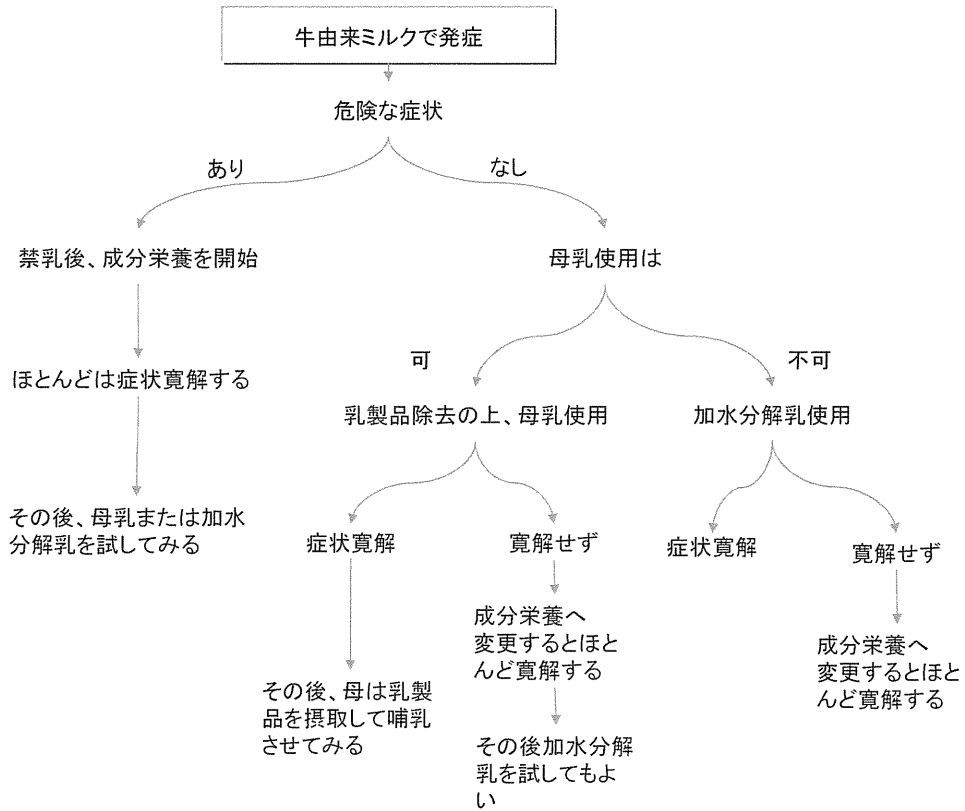 牛由来ミルクで発症
危険な症状
あり
なし
禁乳後、成分栄養を開始
母乳使用は
ほとんどは症状寛解する
可
不可
乳製品除去の上、母乳使用
加水分解乳使用
その後、母乳または加水
分解乳を試してみる
症状寛解
寛解せず
症状寛解
寛解せず
成分栄養へ
変更するとほと
んど寛解する
成分栄養へ
変更するとほと
んど寛解する
その後、母は乳製
品を摂取して哺乳
させてみる
その後加水分解
乳を試してもよ
い